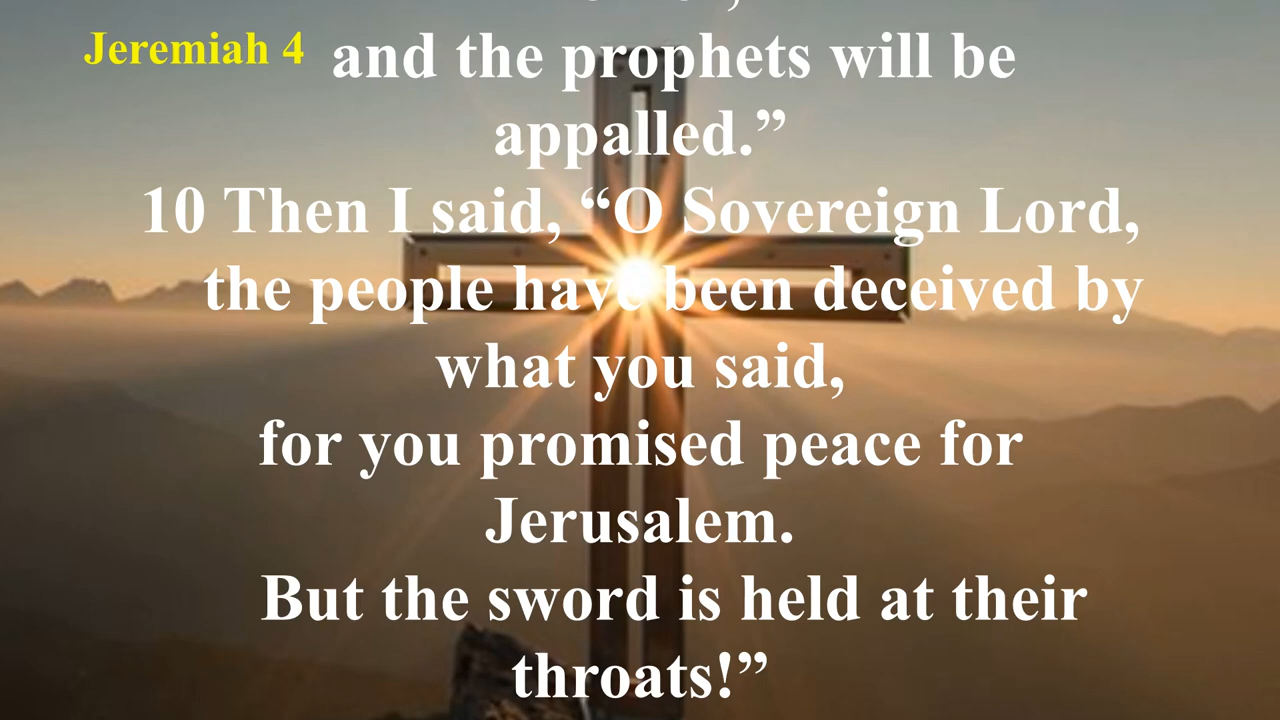 Jeremiah 4
and the prophets will be
appalled.”
10 Then I said, “O Sovereign Lord,
the people have been deceived by
what you said,
for you promised peace for
Jerusalem.
But the sword is held at their
throats!”